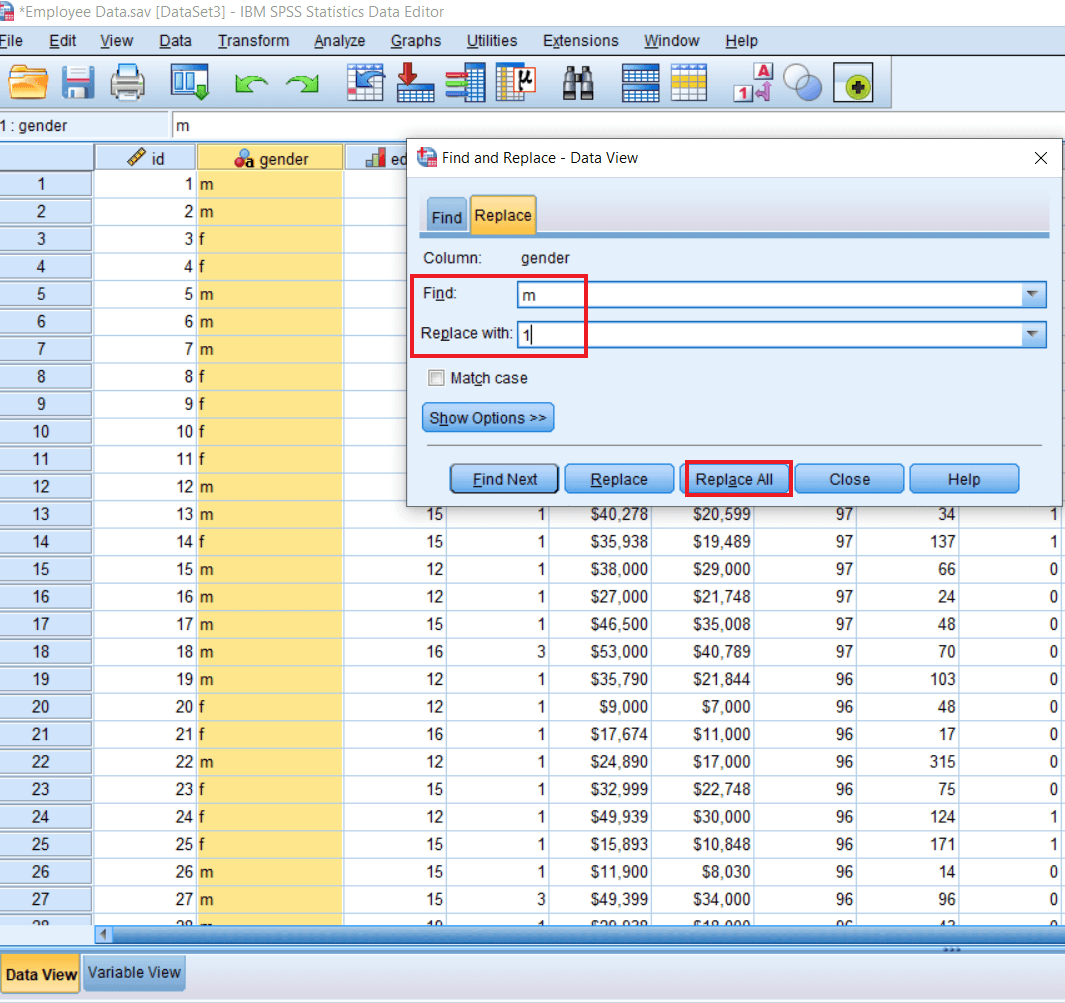 *Employee Data.sav [DataSet3] - IBM SPSS Statistics Data Editor
File Edit View Data Transform Analyze Graphs Utilities Extensions Window Help
1 : gender m
id gender ed
1 1 m
2 2 m
3 3 f
4 4 f
5 5 m
6 6 m
7 7 m
8 8 f
9 9 f
10 10 f
11 11 f
12 12 m
Find and Replace - Data View
Find Replace
Column: gender
Find: m
Replace with: 1
Match case
Show Options >>
Find Next Replace Replace All Close Help
13 13 m 15 1 $40,278 $20,599 97 34 1
14 14 f 15 1 $35,938 $19,489 97 137 1
15 15 m 12 1 $38,000 $29,000 97 66 0
16 16 m 12 1 $27,000 $21,748 97 24 0
17 17 m 15 1 $46,500 $35,008 97 48 0
18 18 m 16 3 $53,000 $40,789 97 70 0
19 19 m 12 1 $35,790 $21,844 96 103 0
20 20 f 12 1 $9,000 $7,000 96 48 0
21 21 f 16 1 $17,674 $11,000 96 17 0
22 22 m 12 1 $24,890 $17,000 96 315 0
23 23 f 15 1 $32,999 $22,748 96 75 0
24 24 f 12 1 $49,939 $30,000 96 124 1
25 25 f 15 1 $15,893 $10,848 96 171 1
26 26 m 15 1 $11,900 $8,030 96 14 0
27 27 m 15 3 $49,399 $34,000 96 96 0
28 28
Data View Variable View